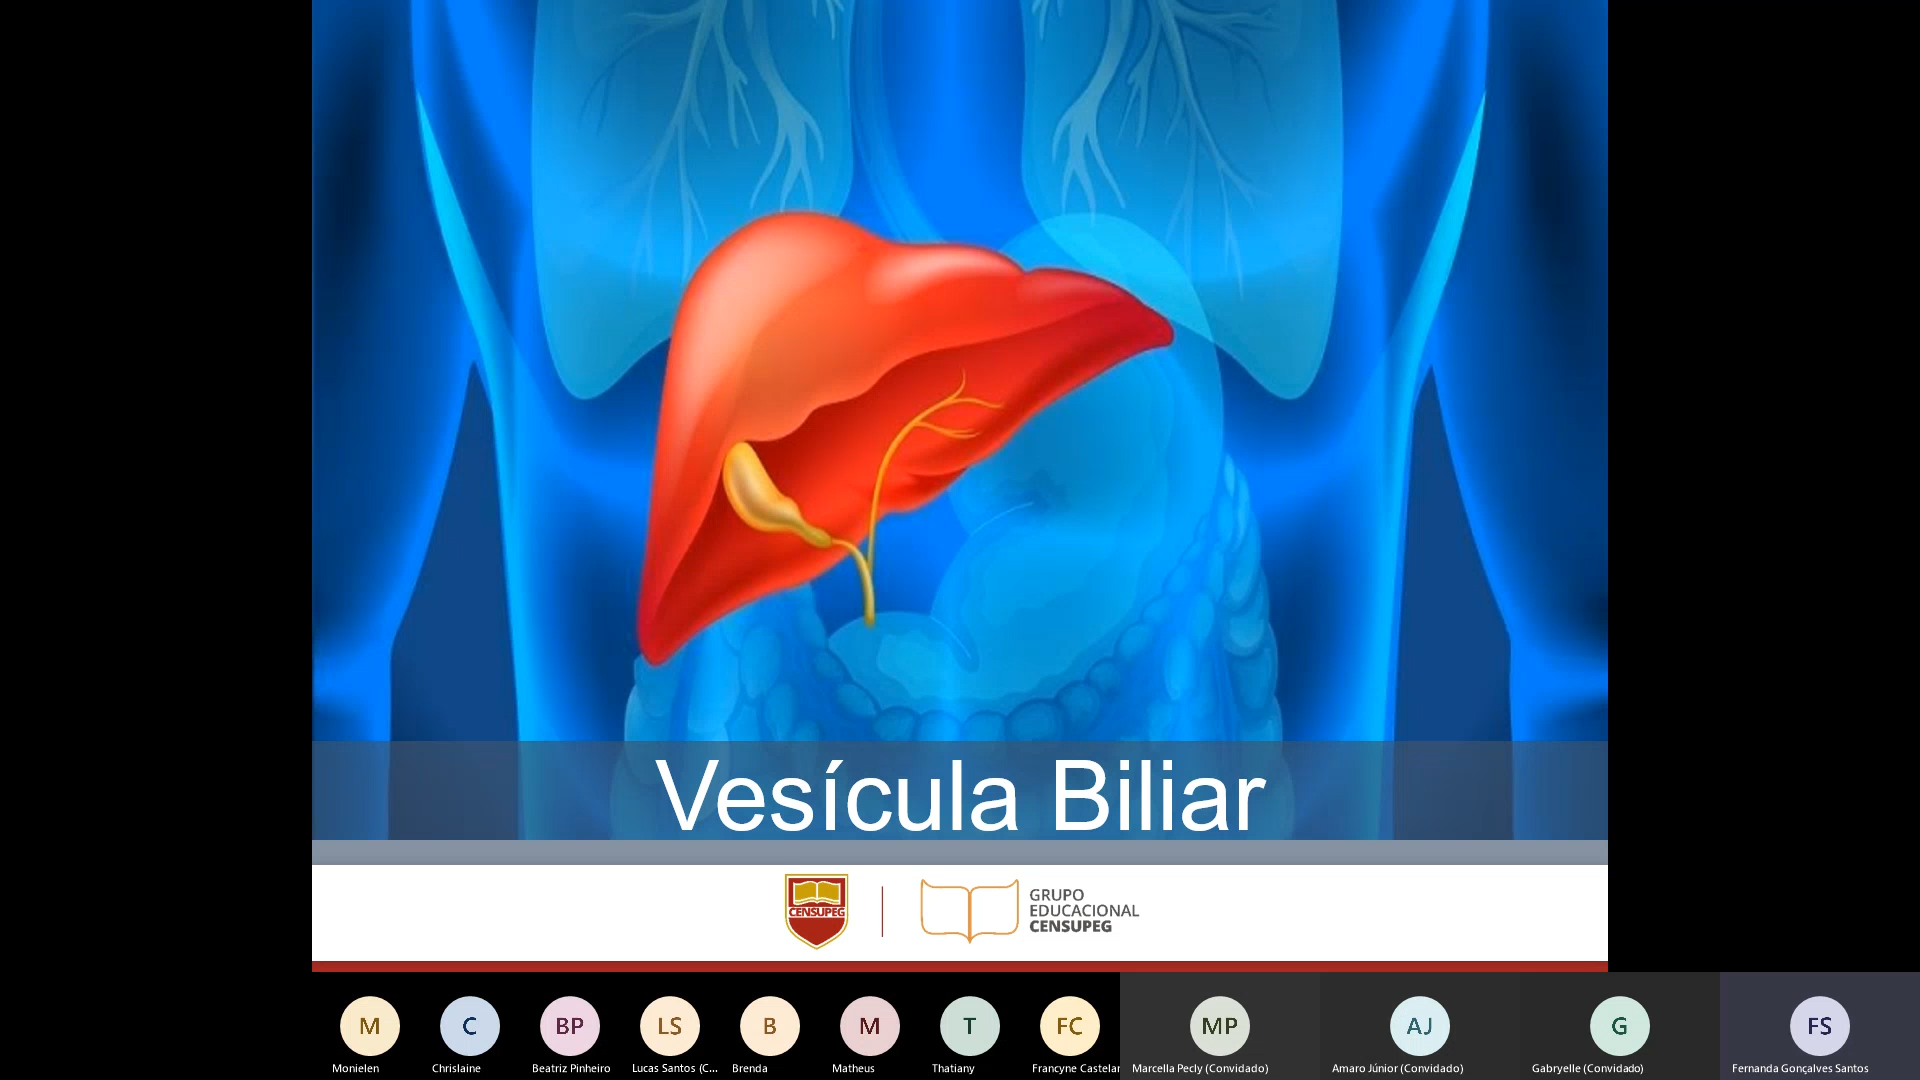 Vesícula Biliar
CENSUPEG
GRUPO
EDUCACIONAL
CENSUPEG
M
C
BP
LS
B
M
T
FC
MP
AJ
G
FS
Monielen
Chrislaine
Beatriz Pinheiro
Lucas Santos (C...
Brenda
Matheus
Thatiany
Francyne Castelar
Marcella Pecly (Convidado)
Amaro Júnior (Convidado)
Gabryelle (Convidado)
Fernanda Gonçalves Santos